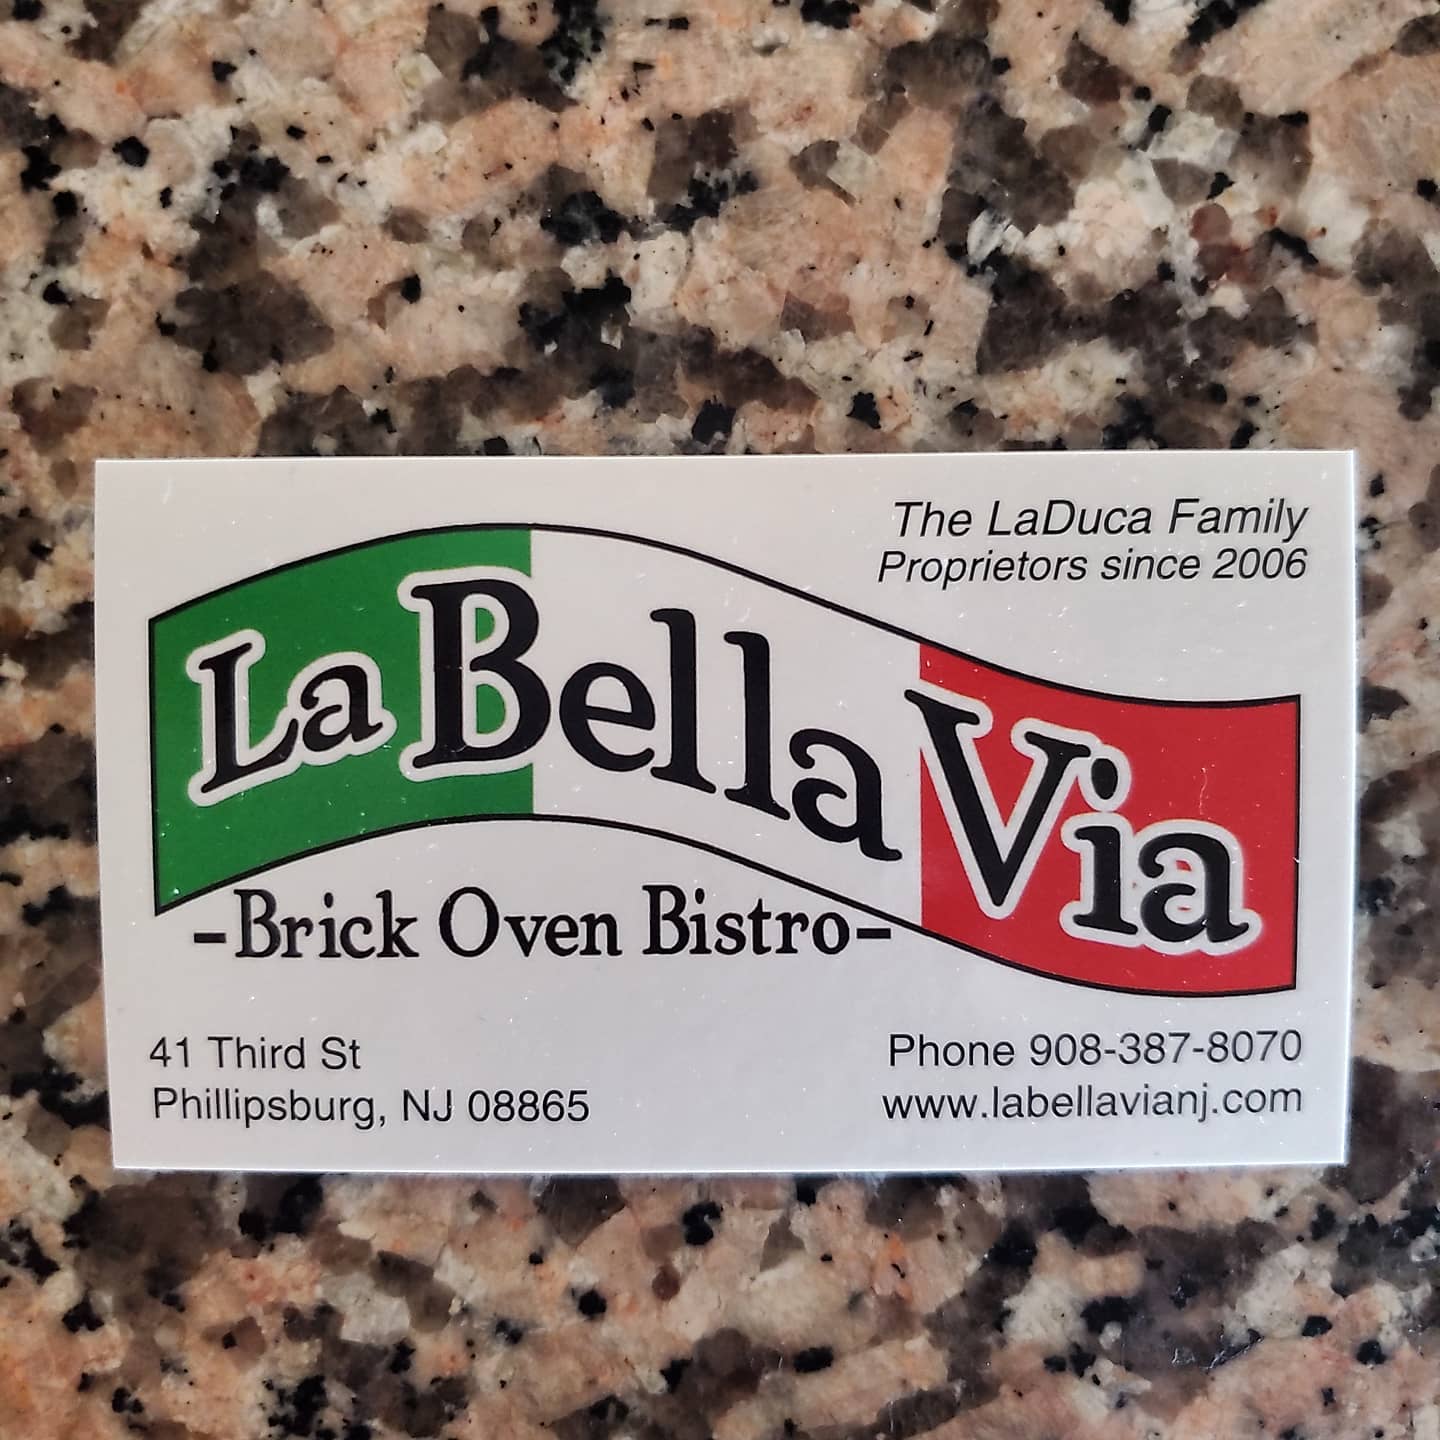 The LaDuca Family
Proprietors since 2006
La Bella Via
-Brick Oven Bistro-
41 Third St
Phillipsburg, NJ 08865
Phone 908-387-8070
www.labellavianj.com